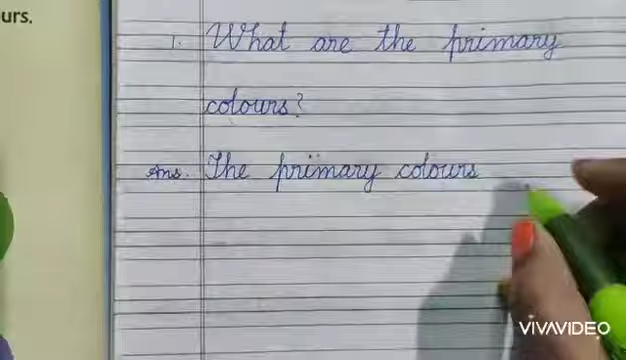 urs.
1. What are the primary
colours?
Ans. The primary colours
VIVAVIDEO